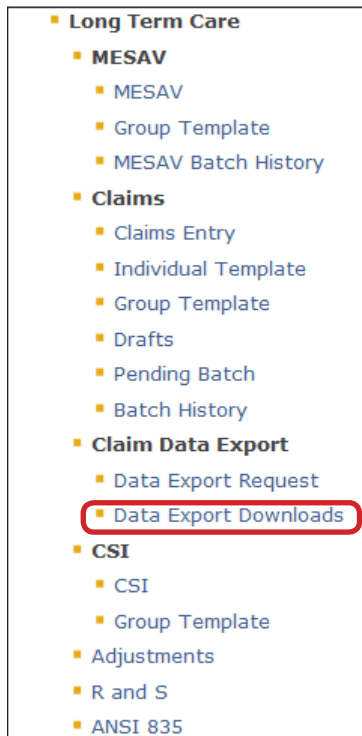 Long Term Care
MESAV
MESAV
Group Template
MESAV Batch History
Claims
Claims Entry
Individual Template
Group Template
Drafts
Pending Batch
Batch History
Claim Data Export
Data Export Request
Data Export Downloads
CSI
CSI
Group Template
Adjustments
R and S
ANSI 835